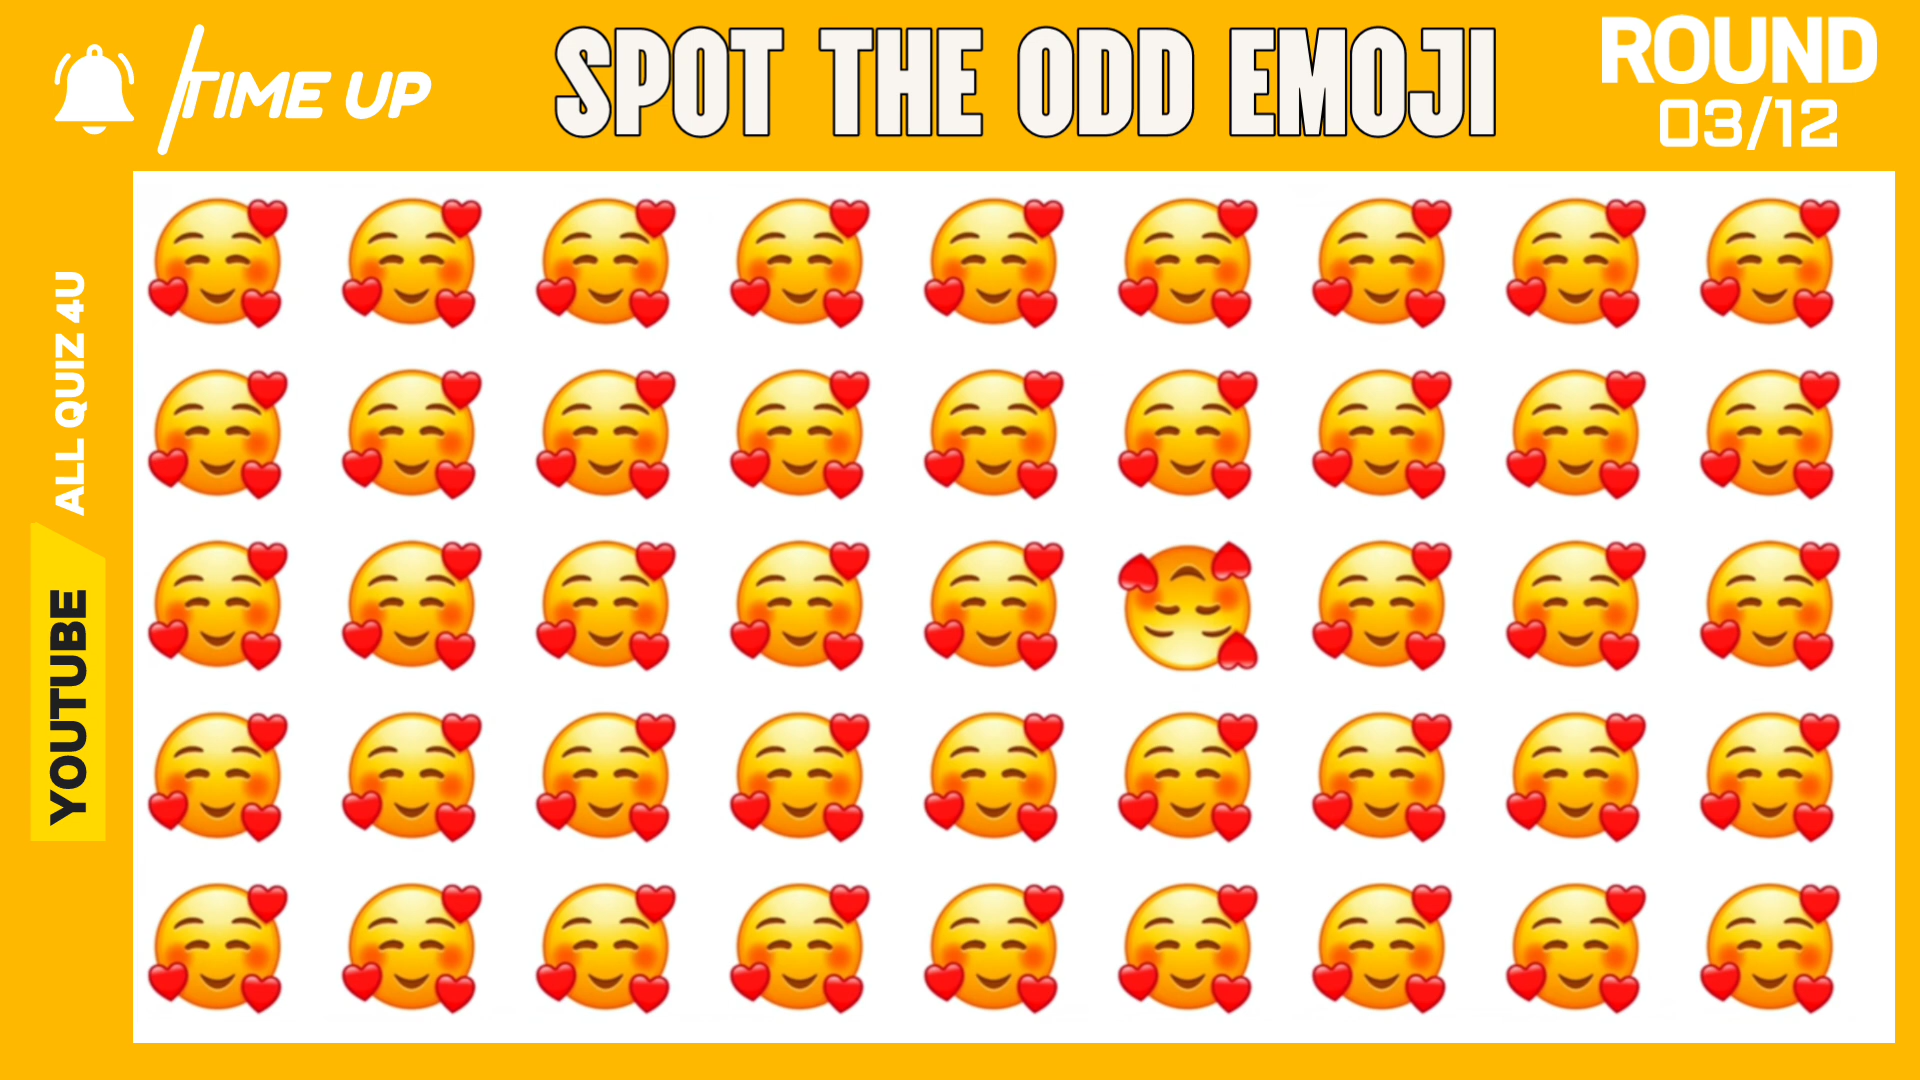 TIME UP
SPOT THE ODD EMOJI
ROUND
03/12
ALL QUIZ 4U
YOUTUBE